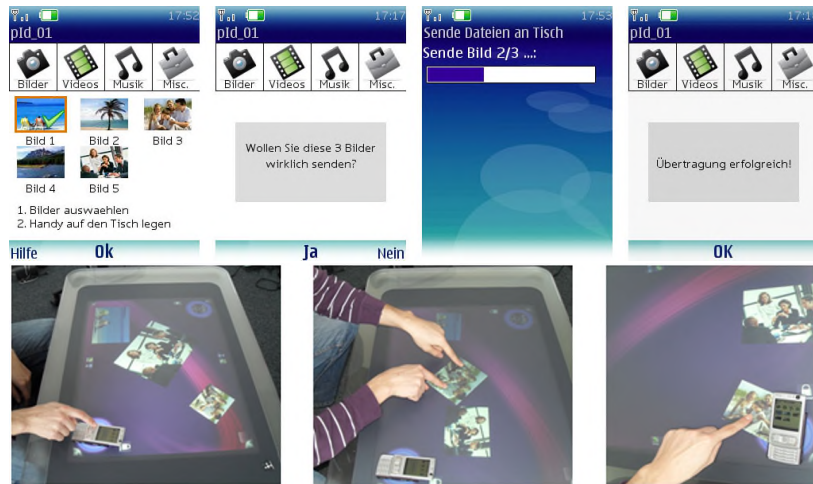 17:52
pId_01
Bilder Videos Musik Misc.
Bild 1 Bild 2 Bild 3
Bild 4 Bild 5
1. Bilder auswaehlen
2. Handy auf den Tisch legen
Hilfe Ok
17:17
pId_01
Bilder Videos Musik Misc.
Wollen Sie diese 3 Bilder
wirklich senden?
Ja Nein
17:53
Sende Dateien an Tisch
Sende Bild 2/3 ...:
pId_01
Bilder Videos Musik Misc.
Übertragung erfolgreich!
OK